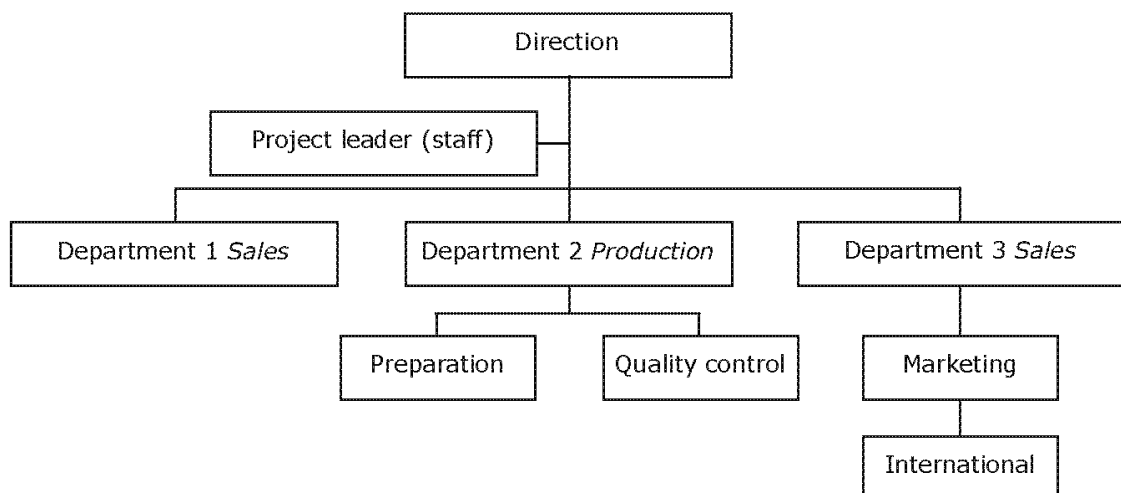 Direction
Project leader (staff)
Department 1 Sales
Department 2 Production
Department 3 Sales
Preparation
Quality control
Marketing
International